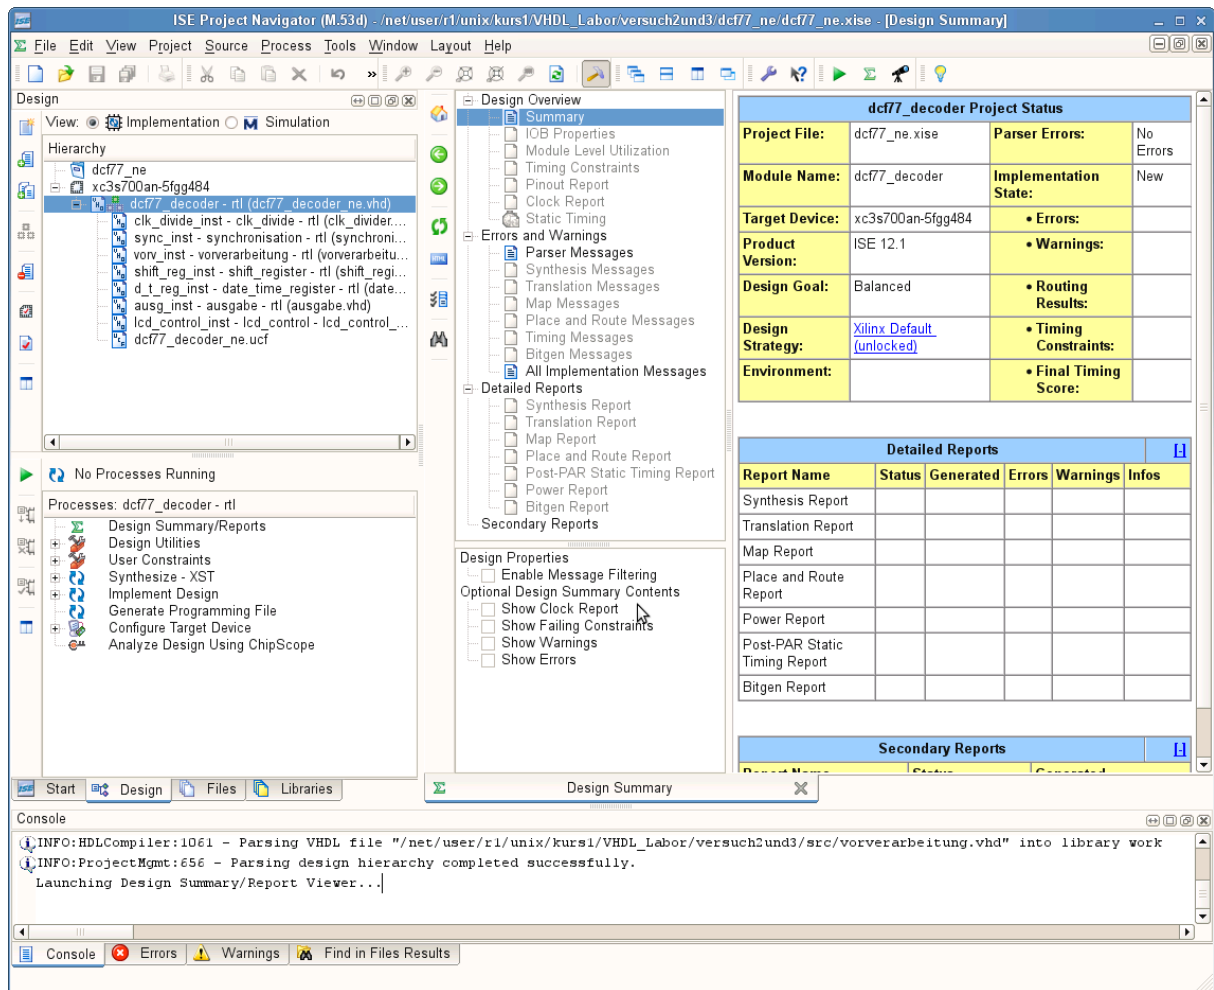 ISE Project Navigator (M.53d) - /net/user/r1/unix/kurs1/VHDL_Labor/versuch2und3/dcf77_ne/dcf77_ne.xise - [Design Summary]
File Edit View Project Source Process Tools Window Layout Help
Design
View: Implementation Simulation
Hierarchy
dcf77_ne
xc3s700an-5fgg484
dcf77_decoder - rtl (dcf77_decoder_ne.vhd)
clk_divide_inst - clk_divide - rtl (clk_divider....
sync_inst - synchronisation - rtl (synchroni...
vorv_inst - vorverarbeitung - rtl (vorverarbeitu...
shift_reg_inst - shift_register - rtl (shift_regi...
d_t_reg_inst - date_time_register - rtl (date...
ausg_inst - ausgabe - rtl (ausgabe.vhd)
lcd_control_inst - lcd_control - lcd_control_...
dcf77_decoder_ne.ucf
No Processes Running
Processes: dcf77_decoder - rtl
Design Summary/Reports
Design Utilities
User Constraints
Synthesize - XST
Implement Design
Generate Programming File
Configure Target Device
Analyze Design Using ChipScope
Start Design Files Libraries
Design Overview
Summary
IOB Properties
Module Level Utilization
Timing Constraints
Pinout Report
Clock Report
Static Timing
Errors and Warnings
Parser Messages
Synthesis Messages
Translation Messages
Map Messages
Place and Route Messages
Timing Messages
Bitgen Messages
All Implementation Messages
Detailed Reports
Synthesis Report
Translation Report
Map Report
Place and Route Report
Post-PAR Static Timing Report
Power Report
Bitgen Report
Secondary Reports
Design Properties
Enable Message Filtering
Optional Design Summary Contents
Show Clock Report
Show Failing Constraints
Show Warnings
Show Errors
dcf77_decoder Project Status
Project File: dcf77_ne.xise Parser Errors: No
Errors
Module Name: dcf77_decoder Implementation New
State:
Target Device: xc3s700an-5fgg484 • Errors:
Product ISE 12.1 • Warnings:
Version:
Design Goal: Balanced • Routing
Results:
Design Xilinx Default • Timing
Strategy: (unlocked) Constraints:
Environment: • Final Timing
Score:
Detailed Reports [-]
Report Name Status Generated Errors Warnings Infos
Synthesis Report
Translation Report
Map Report
Place and Route
Report
Power Report
Post-PAR Static
Timing Report
Bitgen Report
Secondary Reports [-]
Report Name Status Generated
Design Summary
Console
INFO:HDLCompiler:1061 - Parsing VHDL file "/net/user/r1/unix/kurs1/VHDL_Labor/versuch2und3/src/vorverarbeitung.vhd" into library work
INFO:ProjectMgmt:656 - Parsing design hierarchy completed successfully.
Launching Design Summary/Report Viewer...
Console Errors Warnings Find in Files Results